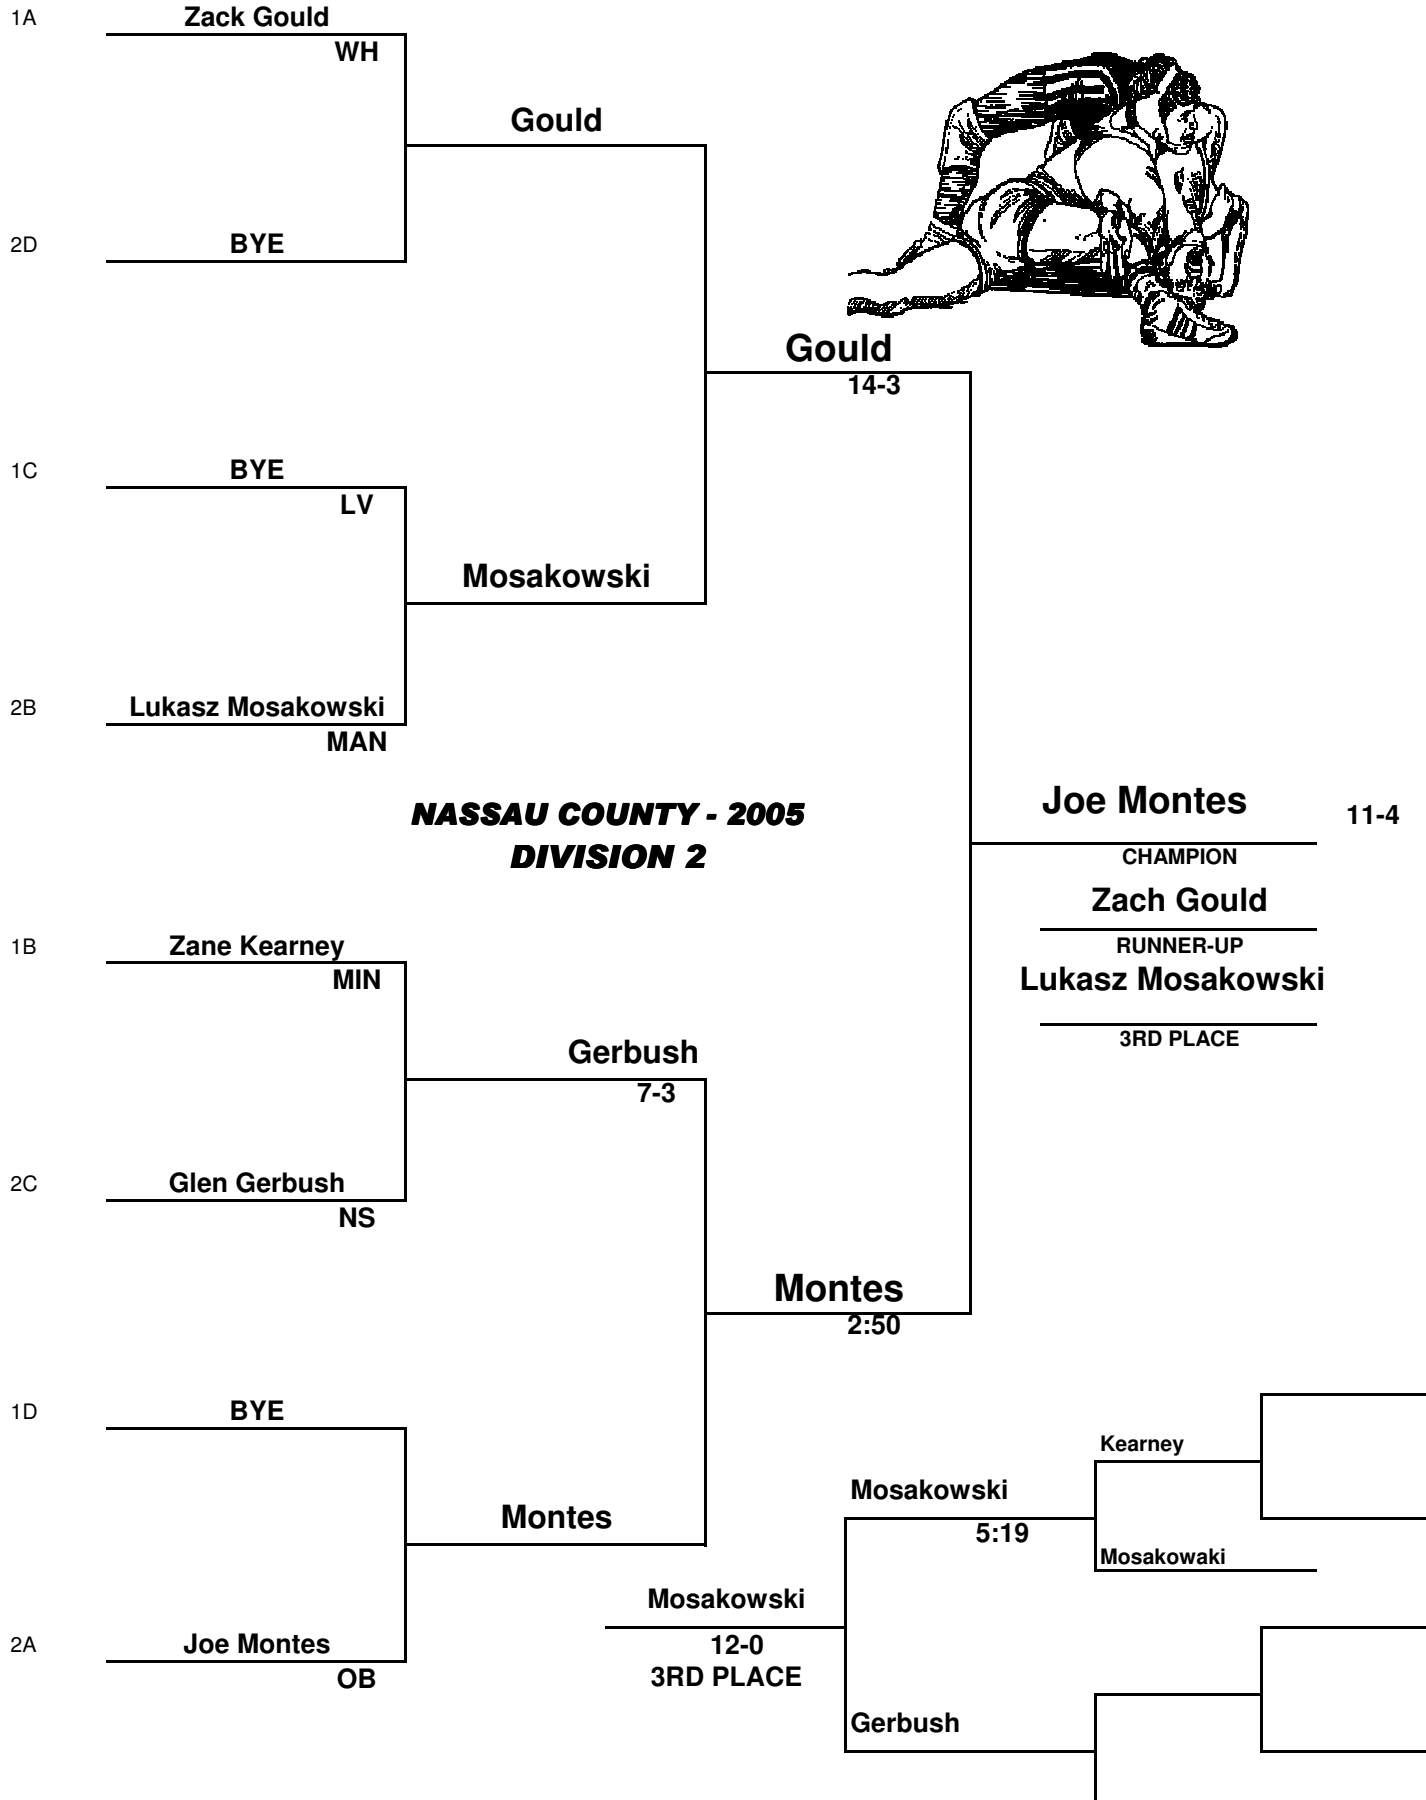 1A
Zack Gould
WH
Gould
2D
BYE
Gould
14-3
1C
BYE
LV
Mosakowski
2B
Lukasz Mosakowski
MAN
NASSAU COUNTY - 2005
DIVISION 2
Joe Montes
11-4
CHAMPION
Zach Gould
RUNNER-UP
Lukasz Mosakowski
3RD PLACE
1B
Zane Kearney
MIN
Gerbush
7-3
2C
Glen Gerbush
NS
Montes
2:50
1D
BYE
Montes
2A
Joe Montes
OB
Kearney
Mosakowski
5:19
Mosakowaki
Mosakowski
12-0
3RD PLACE
Gerbush